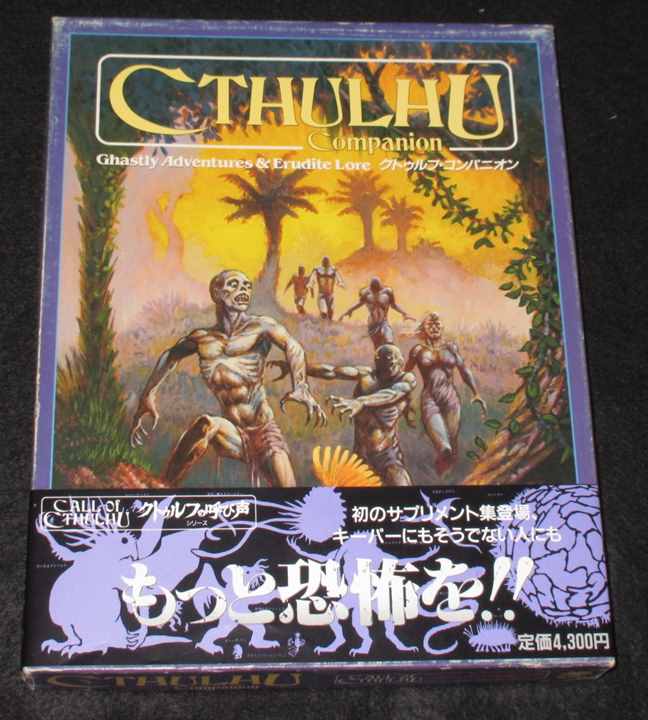 CTHULHU
Companion
Ghastly Adventures & Erudite Lore クトゥルフ・コンパニオン
CALL OF
CTHULHU
クトゥルフの呼び声
シリーズ
初のサプリメント集登場。
キーパーにもそうでない人にも
もっと恐怖を!!
定価4,300円
CTHULHU
Companion